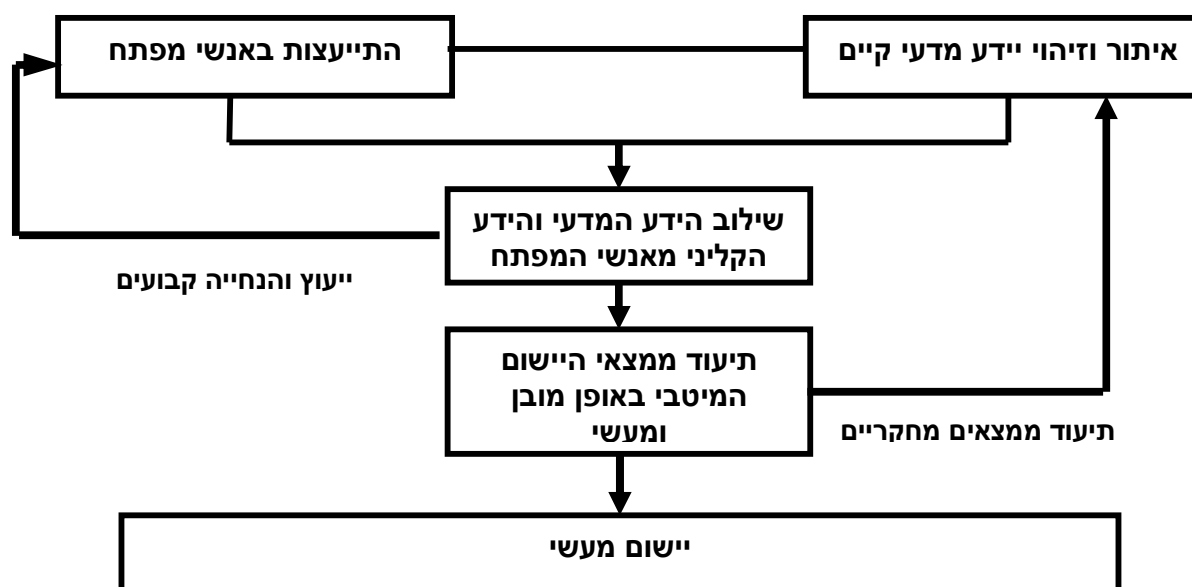 איתור וזיהוי יידע מדעי קיים
התייעצות באנשי מפתח
שילוב הידע המדעי והידע
הקליני מאנשי המפתח
ייעוץ והנחייה קבועים
תיעוד ממצאי היישום
המיטבי באופן מובן
ומעשי
תיעוד ממצאים מחקריים
יישום מעשי